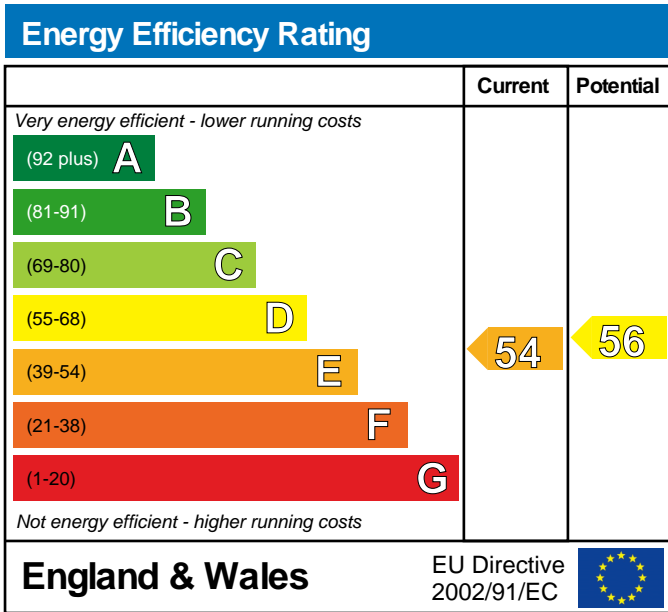 Energy Efficiency Rating
Current Potential
Very energy efficient - lower running costs
(92 plus) A
(81-91) B
(69-80) C
(55-68) D
(39-54) E
(21-38) F
(1-20) G
54
56
Not energy efficient - higher running costs
England & Wales
EU Directive
2002/91/EC